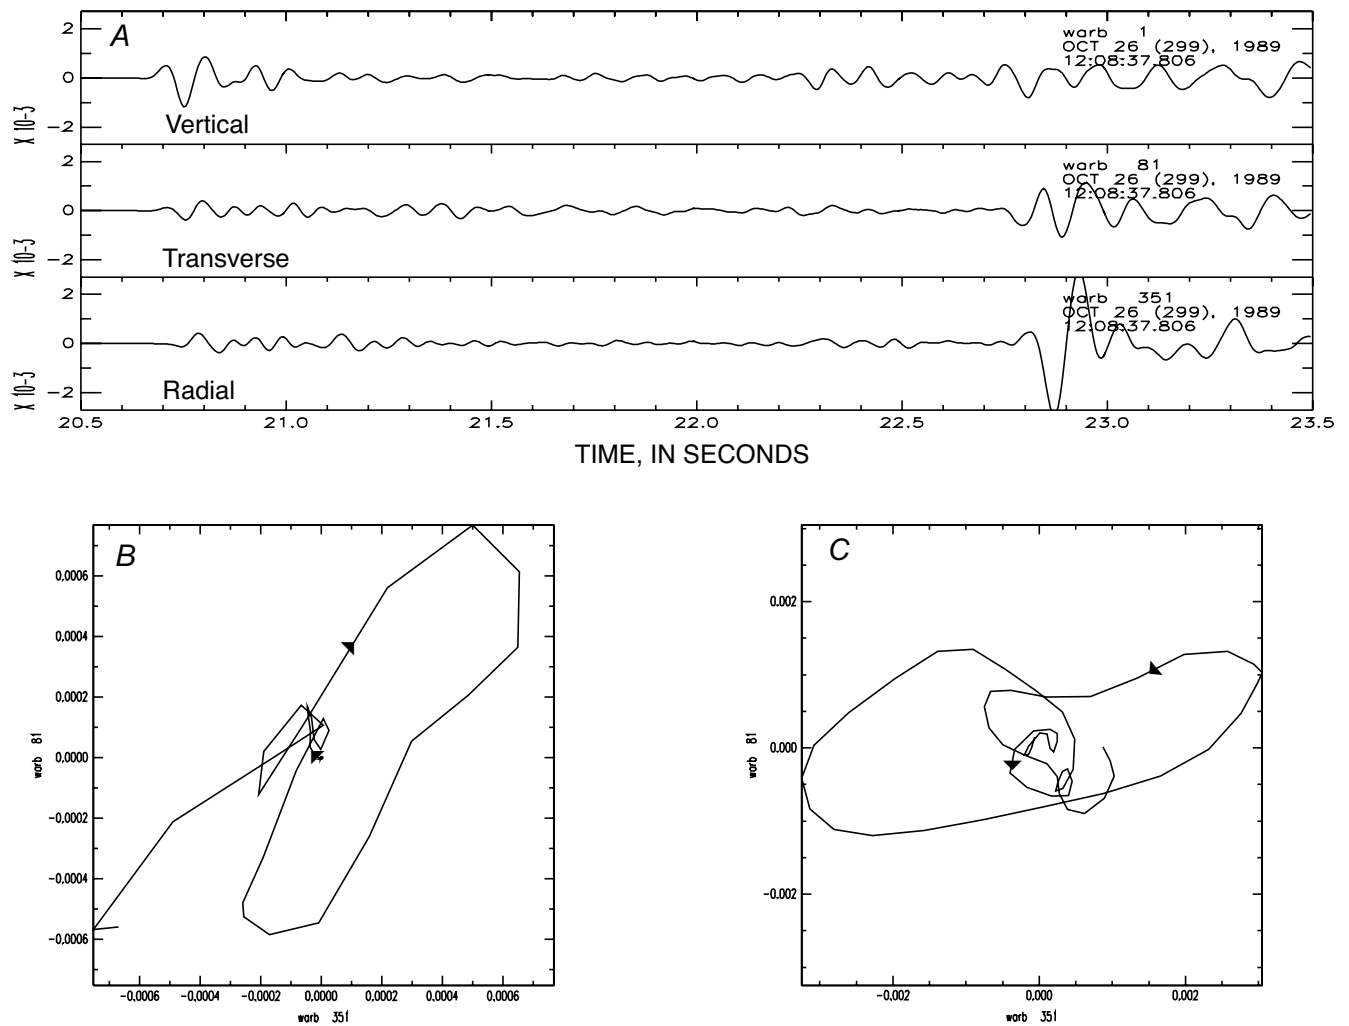 A
2
0
-2
X 10-3
Vertical
warb 1
OCT 26 (299), 1989
12:08:37.806
2
0
-2
X 10-3
Transverse
warb 81
OCT 26 (299), 1989
12:08:37.806
2
0
-2
X 10-3
Radial
warb 351
OCT 26 (299), 1989
12:08:37.806
20.5 21.0 21.5 22.0 22.5 23.0 23.5
TIME, IN SECONDS
B
0.0006
0.0004
0.0002
0.0000
-0.0002
-0.0004
-0.0006
warb 81
-0.0006 -0.0004 -0.0002 0.0000 0.0002 0.0004 0.0006
warb 351
C
0.002
0.000
-0.002
warb 81
-0.002 0.000 0.002
warb 351